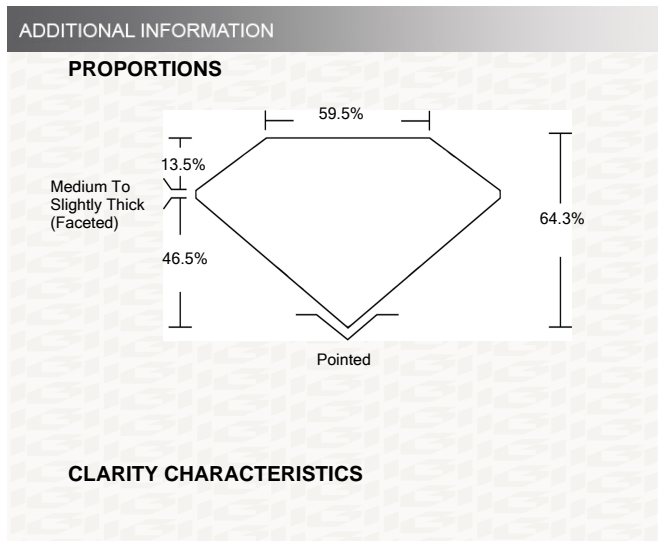 ADDITIONAL INFORMATION
PROPORTIONS
59.5%
13.5%
Medium To
Slightly Thick
(Faceted)
64.3%
46.5%
Pointed
CLARITY CHARACTERISTICS